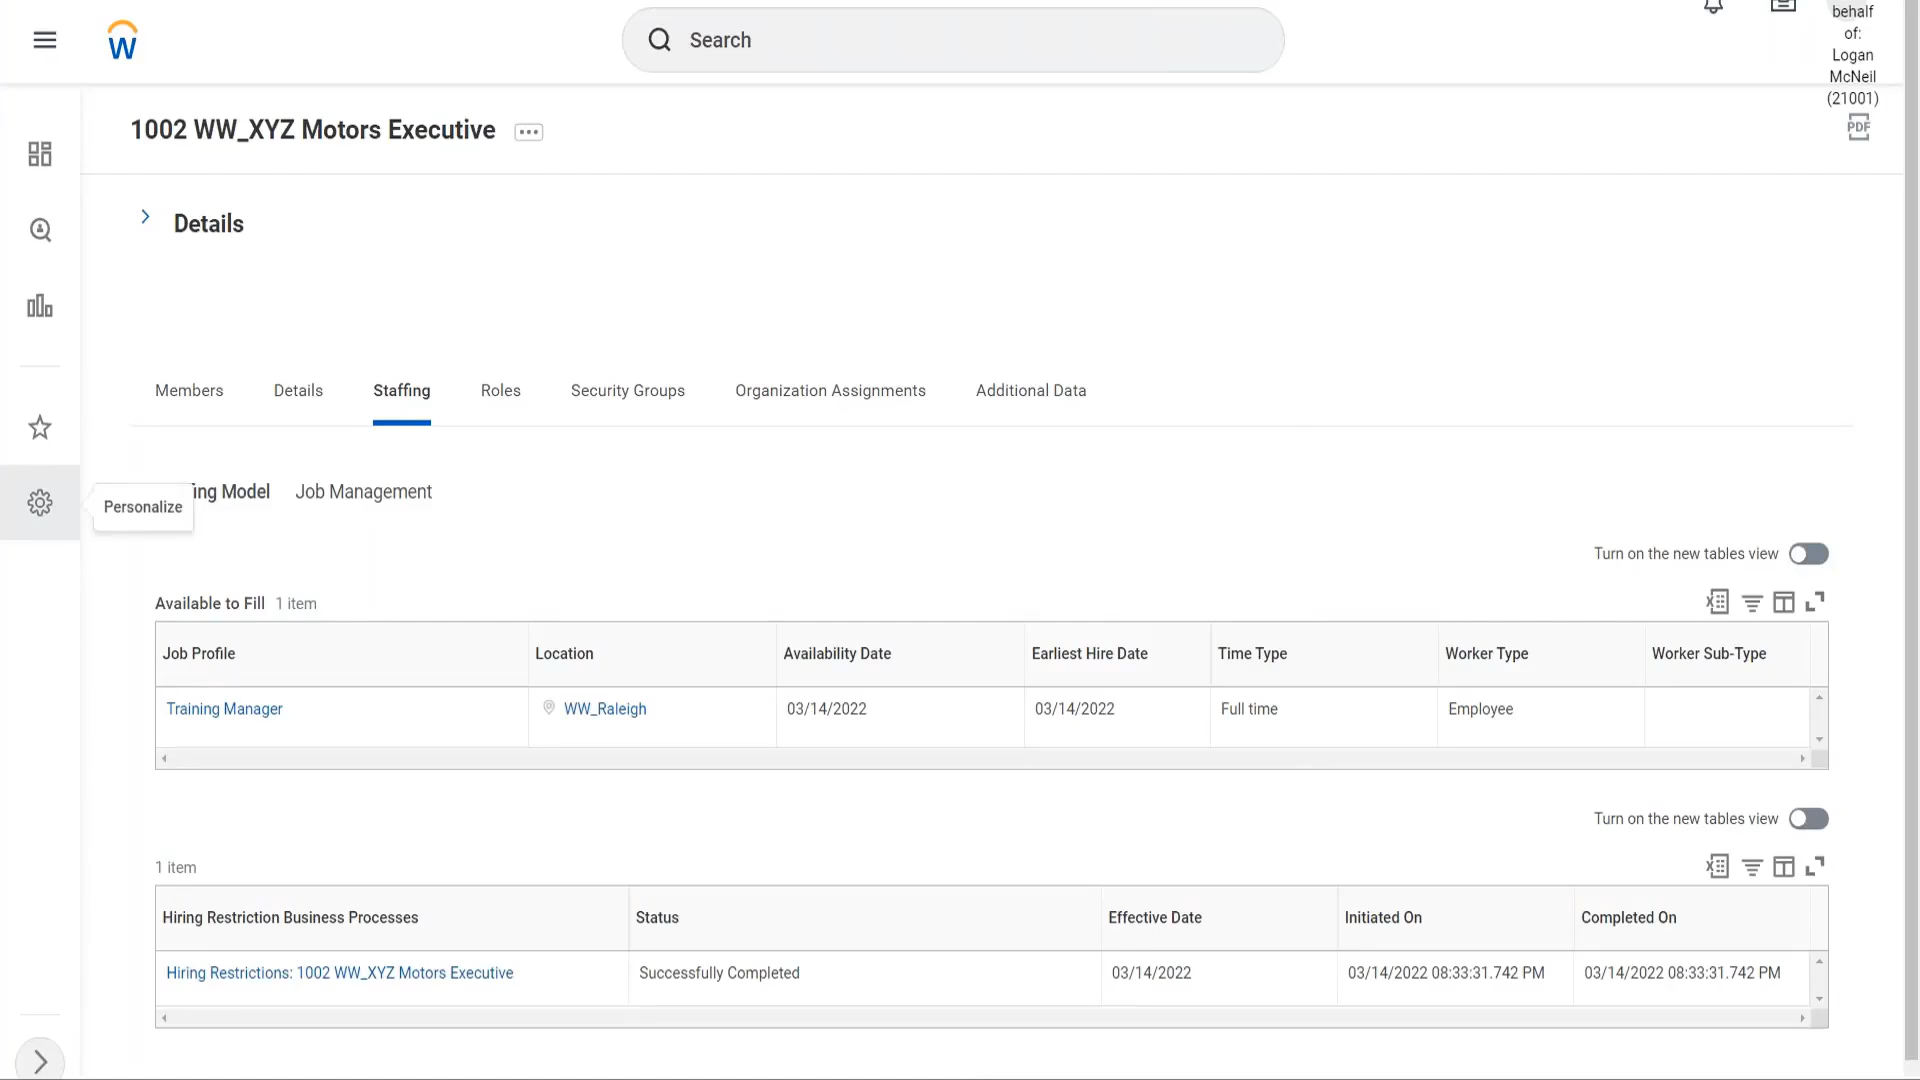 W
Search
behalf
of:
Logan
McNeil
(21001)
1002 WW_XYZ Motors Executive
PDF
Details
Members Details Staffing Roles Security Groups Organization Assignments Additional Data
ing Model Job Management
Personalize
Turn on the new tables view
Available to Fill 1 item
Job Profile Location Availability Date Earliest Hire Date Time Type Worker Type Worker Sub-Type
Training Manager WW_Raleigh 03/14/2022 03/14/2022 Full time Employee
Turn on the new tables view
1 item
Hiring Restriction Business Processes Status Effective Date Initiated On Completed On
Hiring Restrictions: 1002 WW_XYZ Motors Executive Successfully Completed 03/14/2022 03/14/2022 08:33:31.742 PM 03/14/2022 08:33:31.742 PM